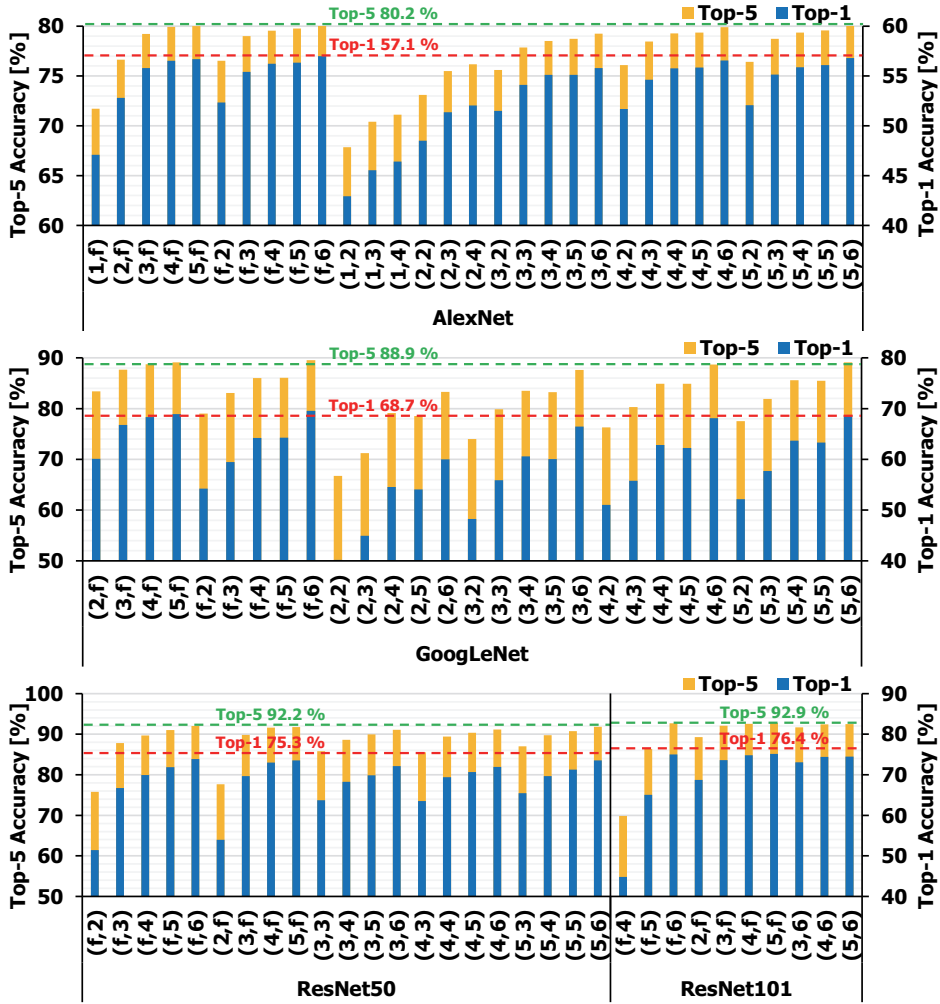 Top-5 Accuracy [%]
80
75
70
65
60
Top-5 80.2 %
Top-1 57.1 %
Top-5 Top-1
60
55
50
45
40
Top-1 Accuracy [%]
(1,f) (2,f) (3,f) (4,f) (5,f) (f,2) (f,3) (f,4) (f,5) (f,6) (1,2) (1,3) (1,4) (2,2) (2,3) (2,4) (3,2) (3,3) (3,4) (3,5) (3,6) (4,2) (4,3) (4,4) (4,5) (4,6) (5,2) (5,3) (5,4) (5,5) (5,6)
AlexNet
Top-5 Accuracy [%]
90
80
70
60
50
Top-5 88.9 %
Top-1 68.7 %
Top-5 Top-1
80
70
60
50
40
Top-1 Accuracy [%]
(2,f) (3,f) (4,f) (5,f) (f,2) (f,3) (f,4) (f,5) (f,6) (2,2) (2,3) (2,4) (2,5) (2,6) (3,2) (3,3) (3,4) (3,5) (3,6) (4,2) (4,3) (4,4) (4,5) (4,6) (5,2) (5,3) (5,4) (5,5) (5,6)
GoogLeNet
Top-5 Accuracy [%]
100
90
80
70
60
50
Top-5 92.2 %
Top-1 75.3 %
Top-5 Top-1
Top-5 92.9 %
Top-1 76.4 %
90
80
70
60
50
40
Top-1 Accuracy [%]
(f,2) (f,3) (f,4) (f,5) (f,6) (2,f) (3,f) (4,f) (5,f) (3,3) (3,4) (3,5) (3,6) (4,3) (4,4) (4,5) (4,6) (5,3) (5,4) (5,5) (5,6) (f,4) (f,5) (f,6) (2,f) (3,f) (4,f) (5,f) (3,6) (4,6) (5,6)
ResNet50 ResNet101